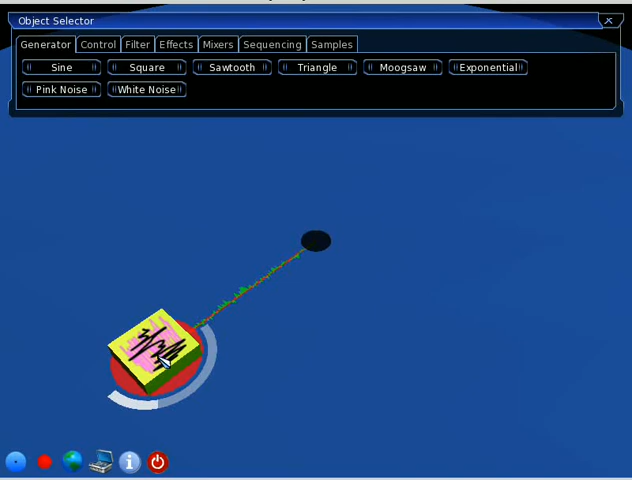 Object Selector
Generator Control Filter Effects Mixers Sequencing Samples
Sine Square Sawtooth Triangle Moogsaw Exponential
Pink Noise White Noise
i